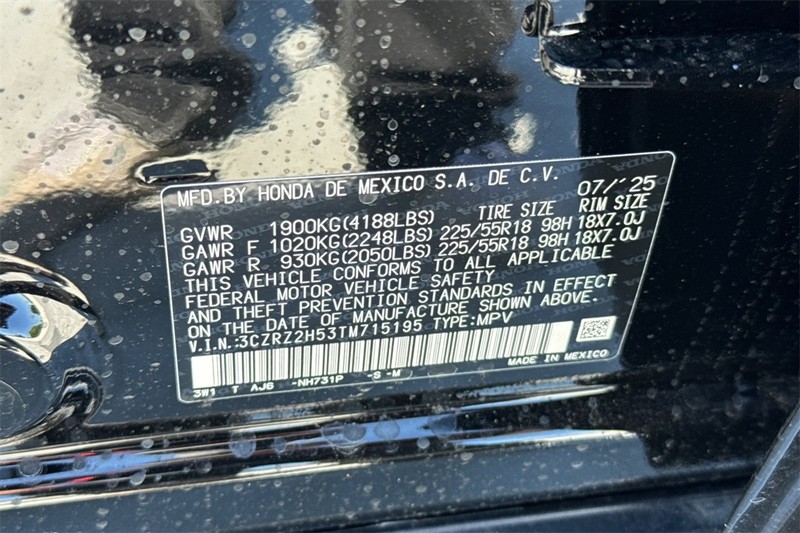 MFD.BY HONDA DE MEXICO S.A. DE C.V. 07/'25
TIRE SIZE RIM SIZE
GVWR 1900KG(4188LBS)
GAWR F 1020KG(2248LBS) 225/55R18 98H 18X7.0J
GAWR R 930KG(2050LBS) 225/55R18 98H 18X7.0J
THIS VEHICLE CONFORMS TO ALL APPLICABLE
FEDERAL MOTOR VEHICLE SAFETY
AND THEFT PREVENTION STANDARDS IN EFFECT
ON THE DATE OF MANUFACTURE SHOWN ABOVE.
V.I.N.:3CZRZ2H53TM715195 TYPE:MPV
MADE IN MEXICO
3W1 T AJ6 -NH731P -S-M